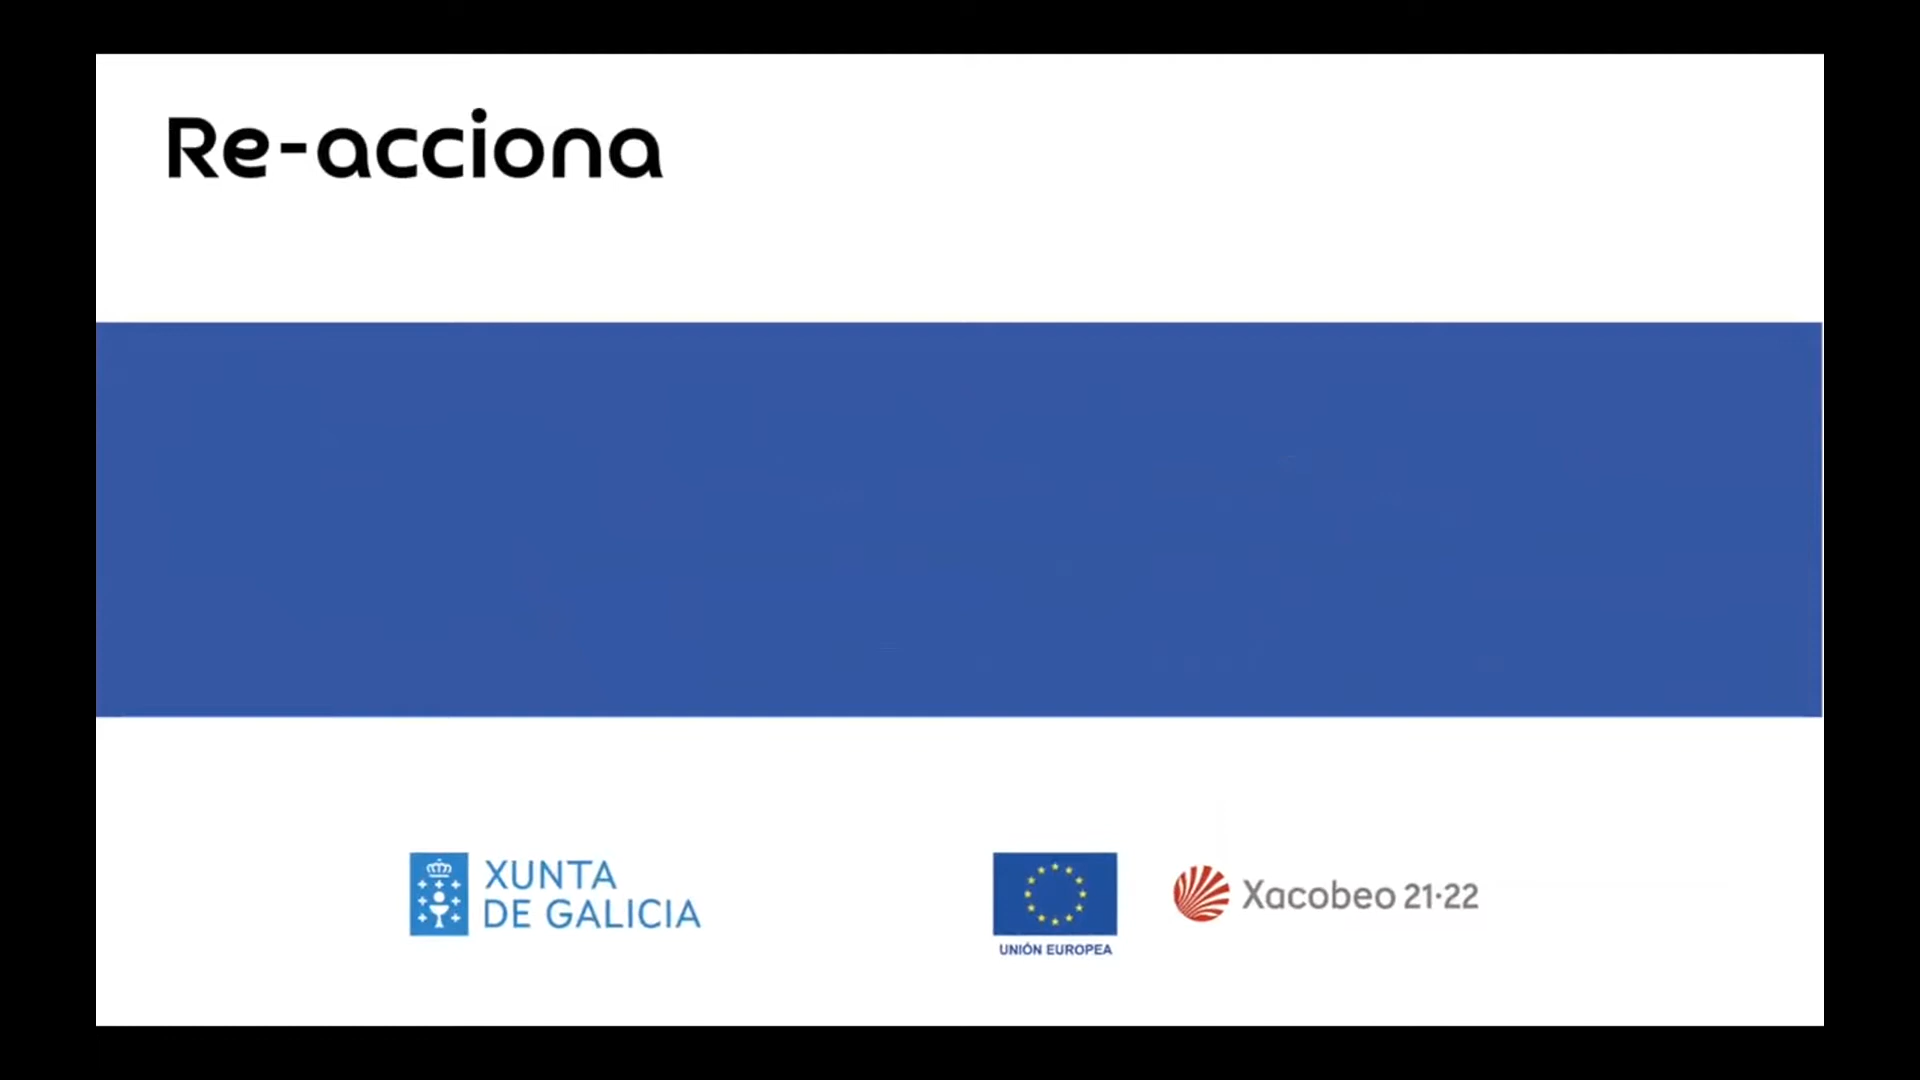 Re-acciona
XUNTA
DE GALICIA
UNIÓN EUROPEA
Xacobeo 21·22